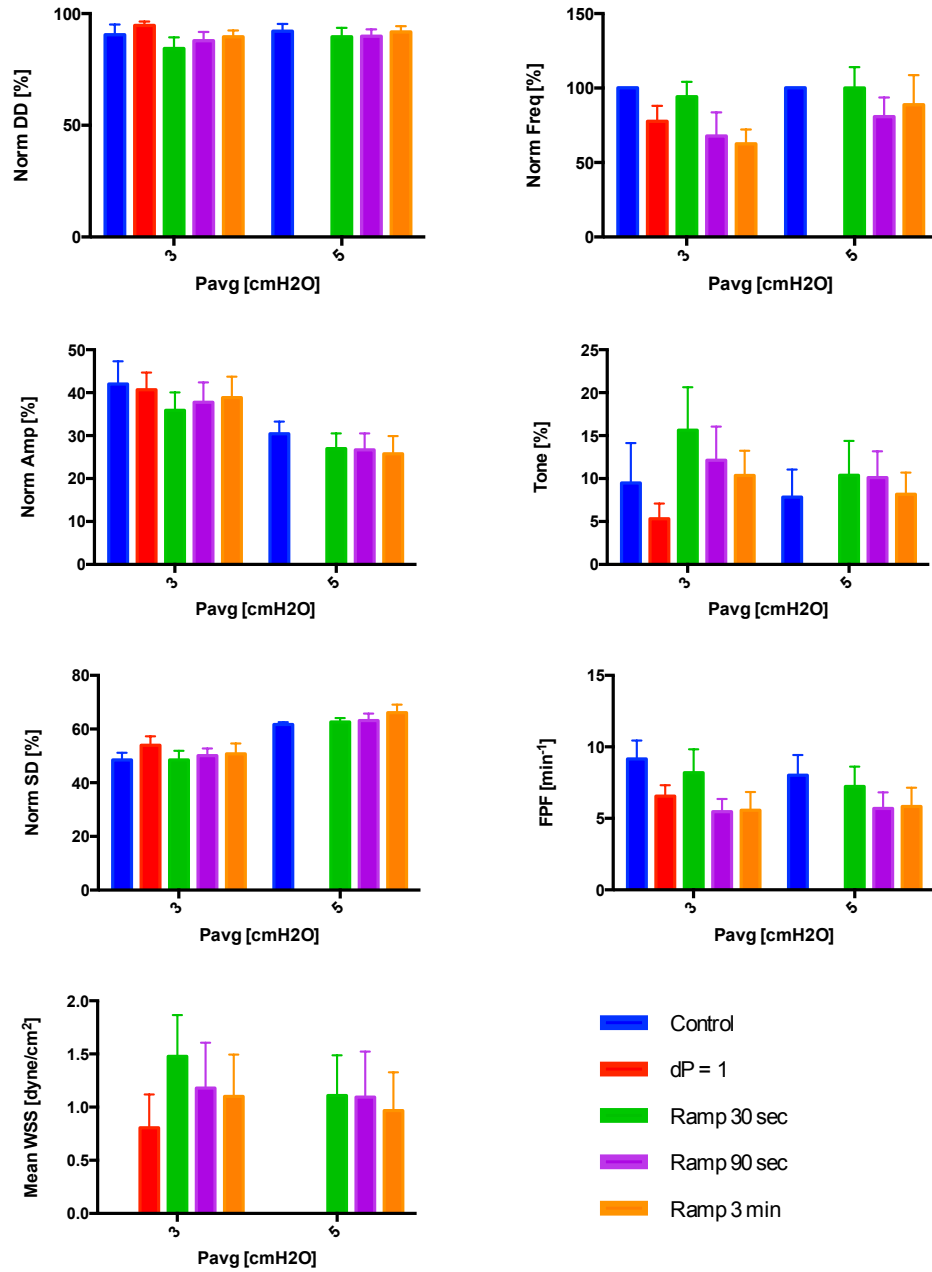 Norm DD [%]
100
50
0
3
5
Pavg [cmH2O]
Norm Freq [%]
150
100
50
0
3
5
Pavg [cmH2O]
Norm Amp [%]
50
40
30
20
10
0
3
5
Pavg [cmH2O]
Tone [%]
25
20
15
10
5
0
3
5
Pavg [cmH2O]
Norm SD [%]
80
60
40
20
0
3
5
Pavg [cmH2O]
FPF [min⁻¹]
15
10
5
0
3
5
Pavg [cmH2O]
Mean WSS [dyne/cm²]
2.0
1.5
1.0
0.5
0.0
3
5
Pavg [cmH2O]
Control
dP = 1
Ramp 30 sec
Ramp 90 sec
Ramp 3 min